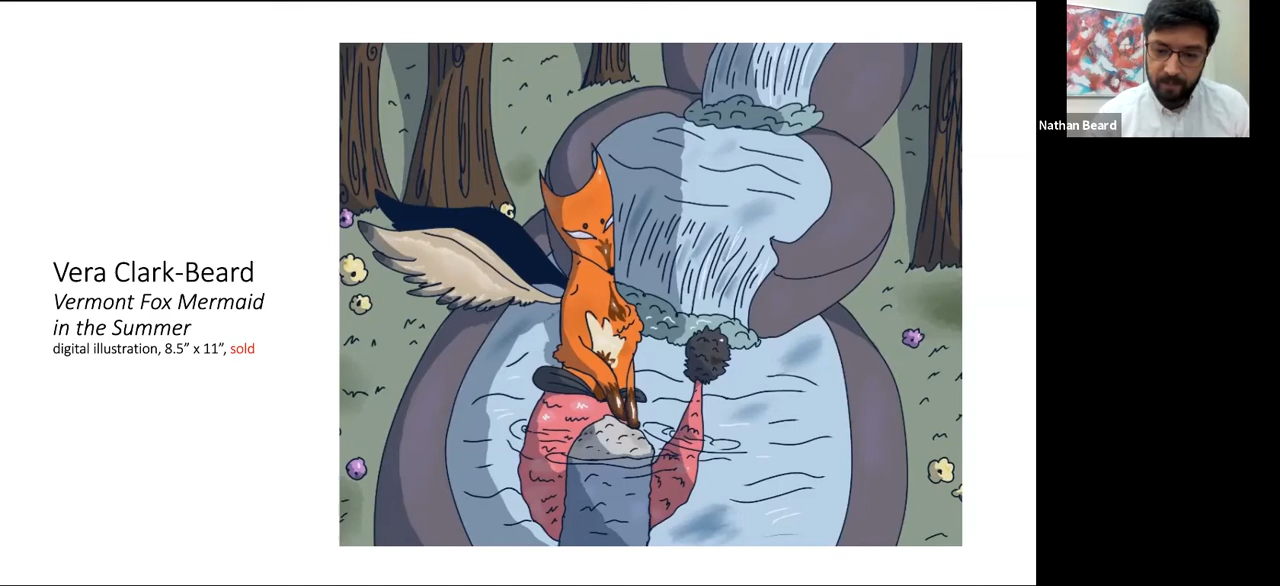 Vera Clark-Beard
Vermont Fox Mermaid
in the Summer
digital illustration, 8.5” x 11”, sold
Nathan Beard